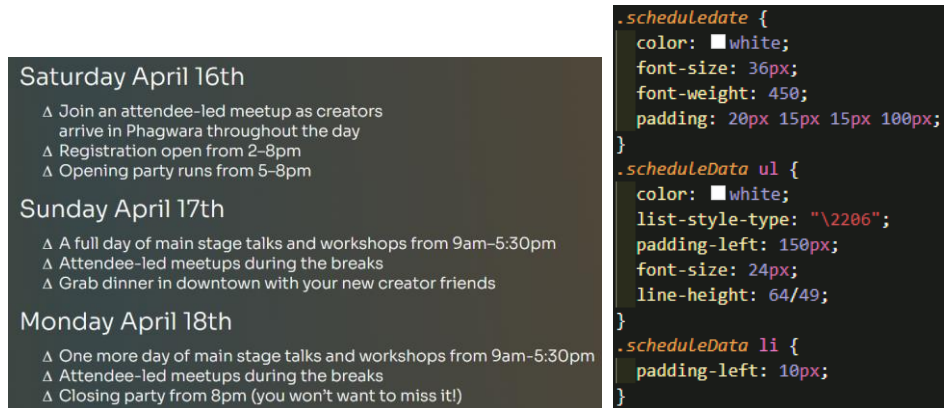 Saturday April 16th
∆ Join an attendee-led meetup as creators
arrive in Phagwara throughout the day
∆ Registration open from 2–8pm
∆ Opening party runs from 5–8pm
Sunday April 17th
∆ A full day of main stage talks and workshops from 9am–5:30pm
∆ Attendee-led meetups during the breaks
∆ Grab dinner in downtown with your new creator friends
Monday April 18th
∆ One more day of main stage talks and workshops from 9am-5:30pm
∆ Attendee-led meetups during the breaks
∆ Closing party from 8pm (you won't want to miss it!)
.scheduledate {
color: white;
font-size: 36px;
font-weight: 450;
padding: 20px 15px 15px 100px;
}
.scheduleData ul {
color: white;
list-style-type: "\2206";
padding-left: 150px;
font-size: 24px;
line-height: 64/49;
}
.scheduleData li {
padding-left: 10px;
}